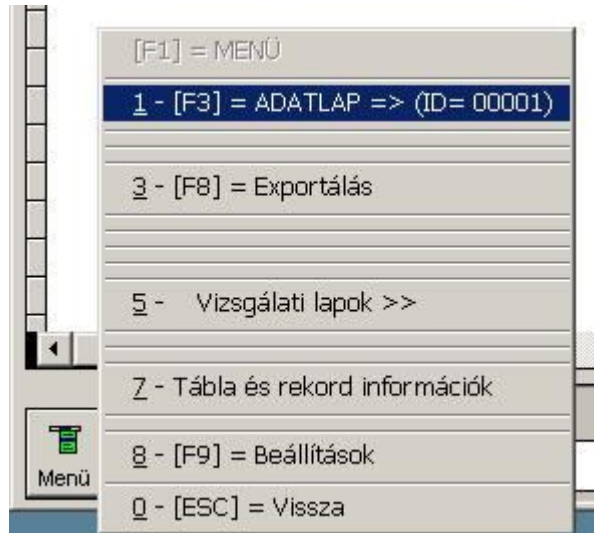 [F1] = MENÜ
1 - [F3] = ADATLAP => (ID= 00001)
3 - [F8] = Exportálás
5 - Vizsgálati lapok >>
7 - Tábla és rekord információk
8 - [F9] = Beállítások
0 - [ESC] = Vissza
Menü